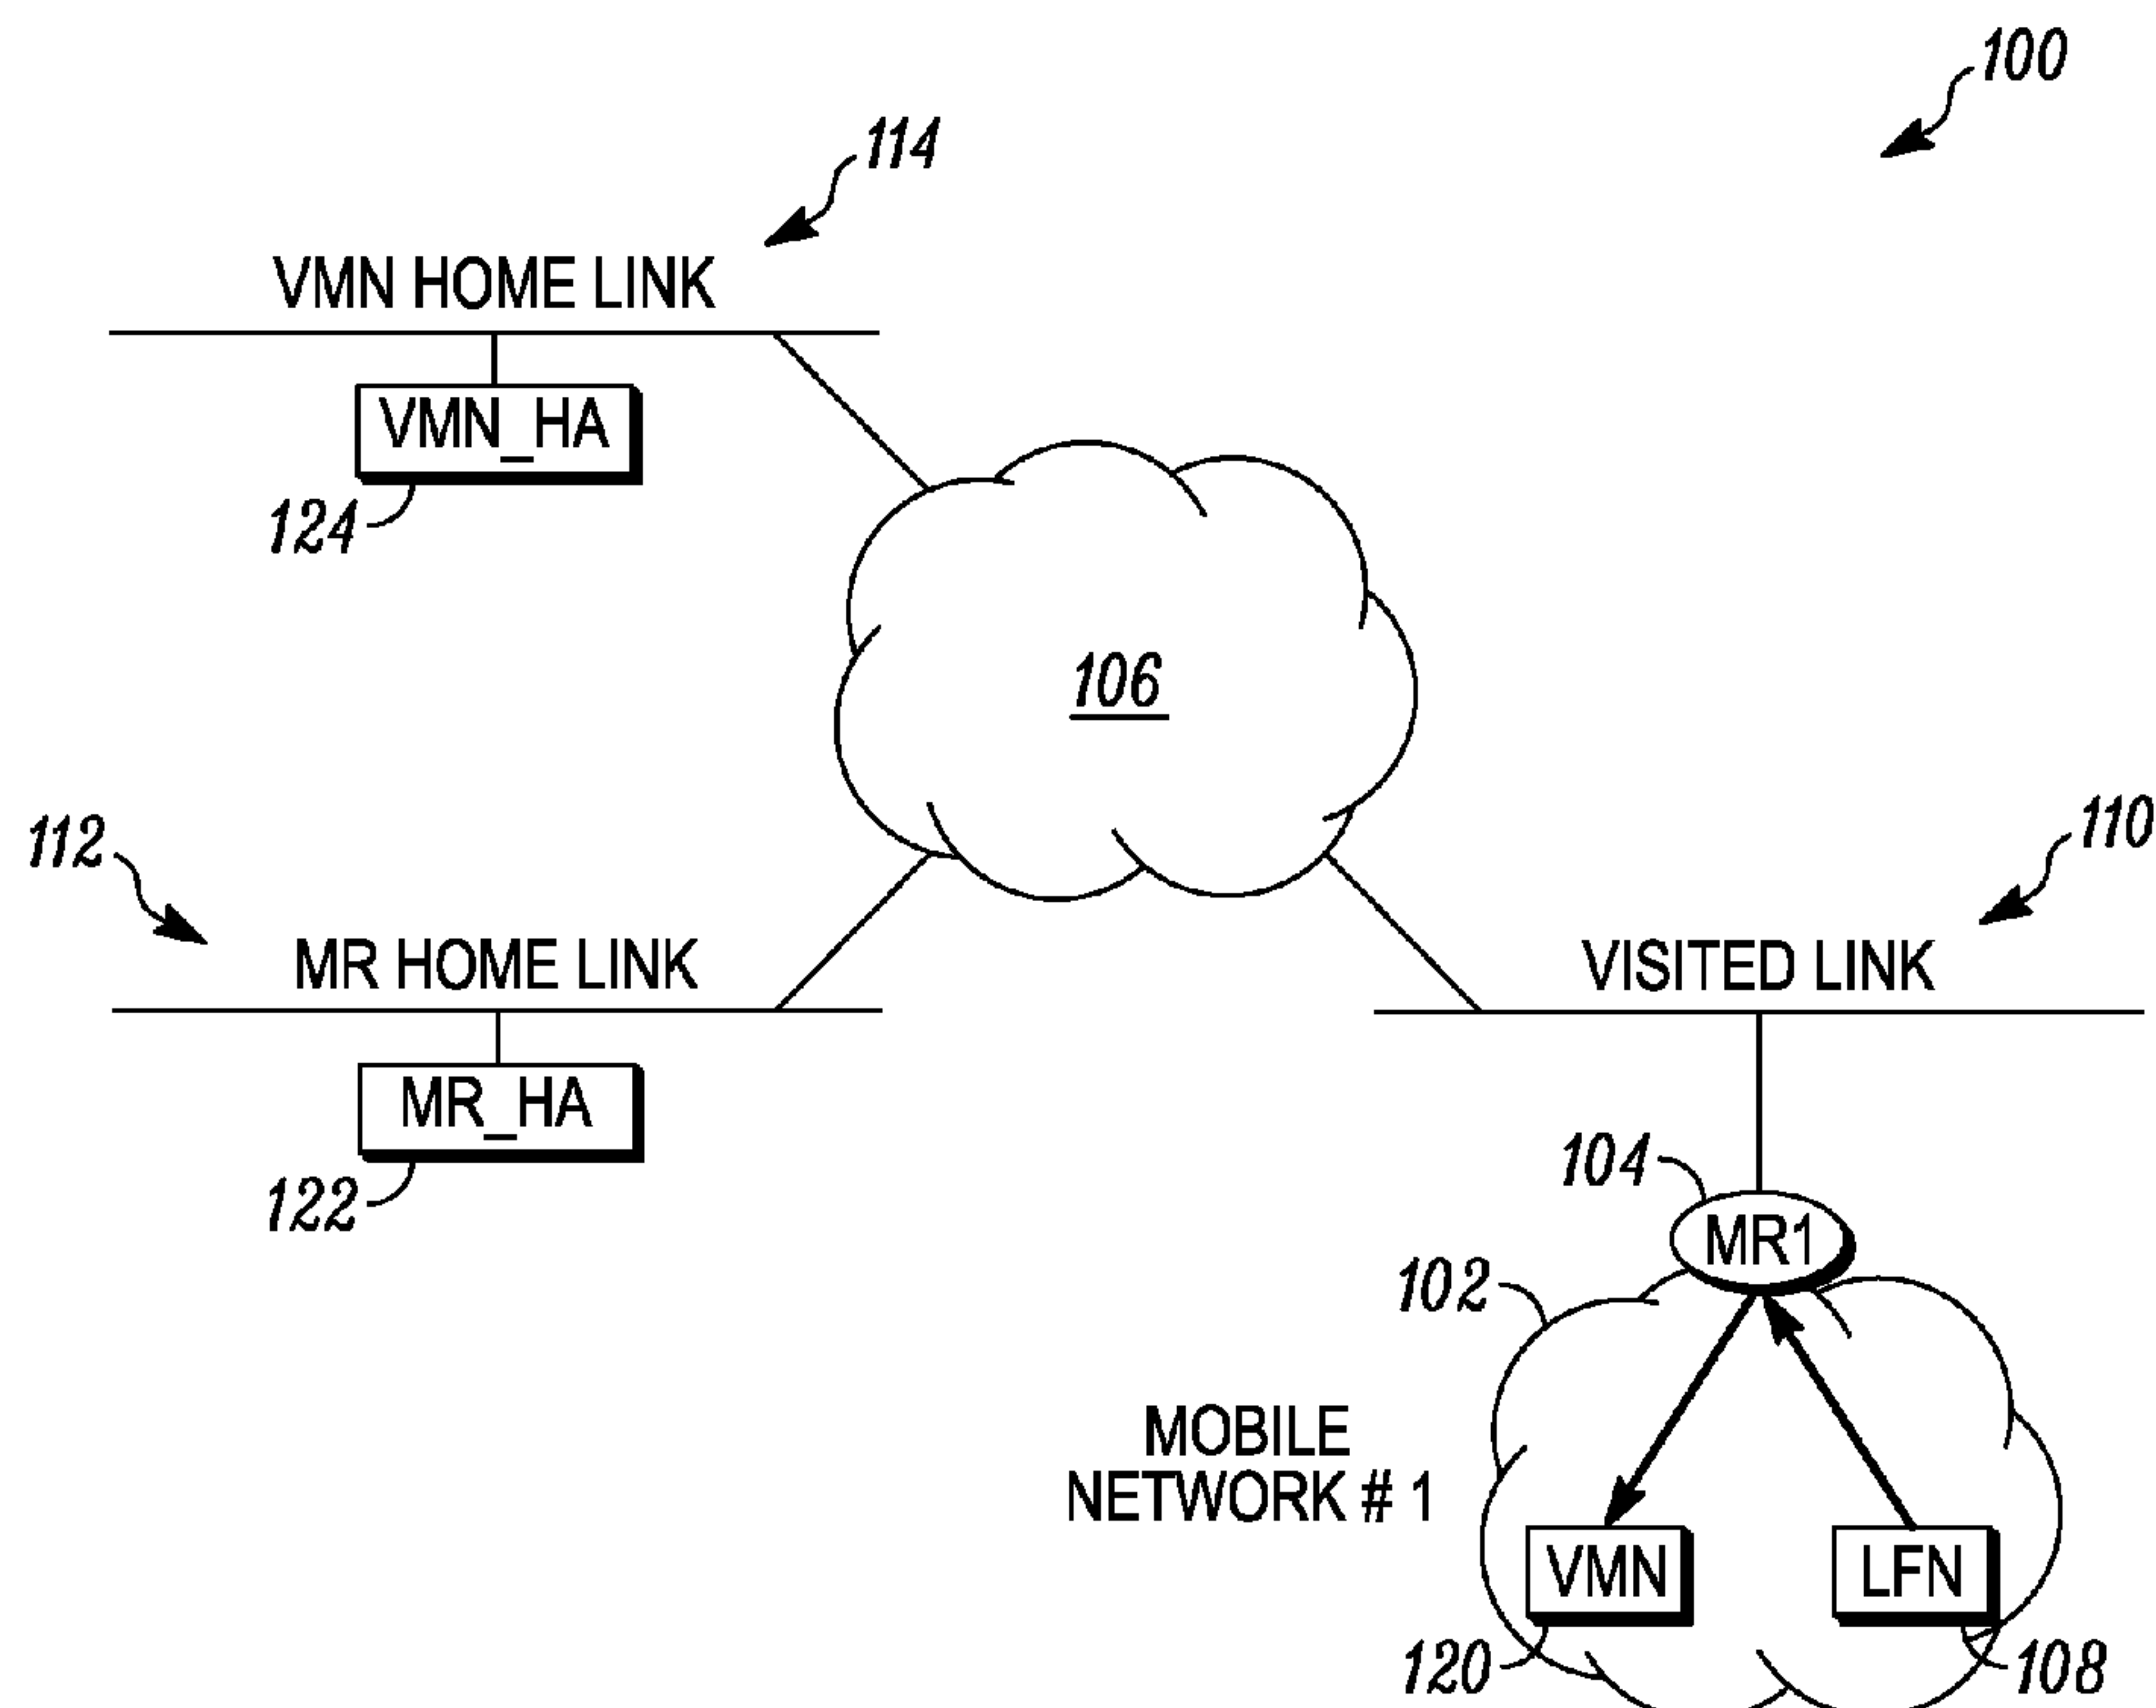 100
114
VMN HOME LINK
VMN_HA
124
106
112
110
MR HOME LINK
VISITED LINK
MR_HA
122
104
MR1
102
MOBILE
NETWORK # 1
VMN
LFN
120
108